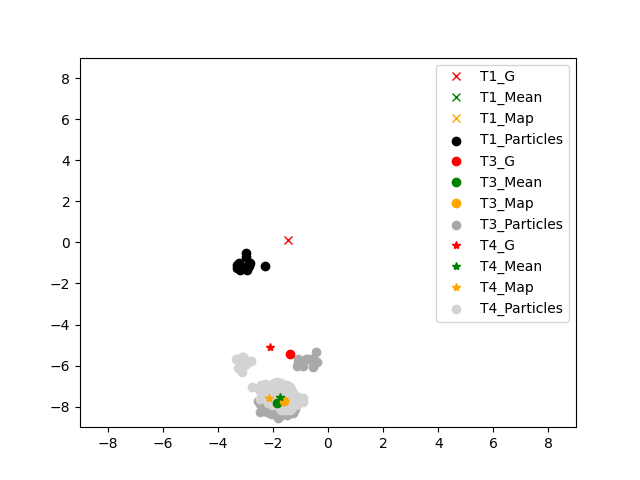 8
6
4
2
0
−2
−4
−6
−8
−8 −6 −4 −2 0 2 4 6 8
T1_G
T1_Mean
T1_Map
T1_Particles
T3_G
T3_Mean
T3_Map
T3_Particles
T4_G
T4_Mean
T4_Map
T4_Particles